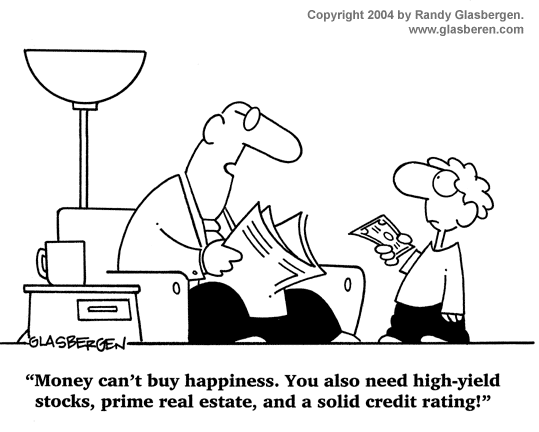 Copyright 2004 by Randy Glasbergen.
www.glasberen.com
GLASBERGEN
“Money can’t buy happiness. You also need high-yield
stocks, prime real estate, and a solid credit rating!”